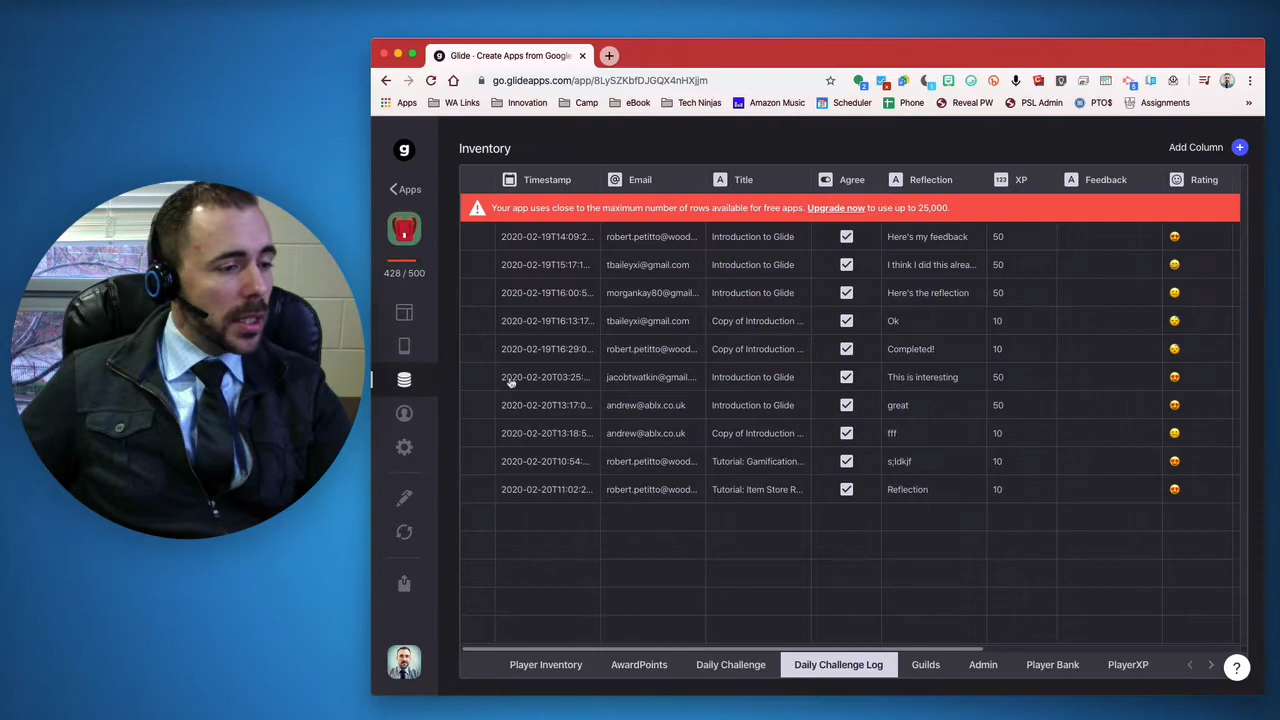 Glide · Create Apps from Google
go.glideapps.com/app/8LySZKbfDJGQX4nHXjjm
Apps WA Links Innovation Camp eBook Tech Ninjas Amazon Music Scheduler Phone Reveal PW PSL Admin PTO$ Assignments »
g
Apps
428 / 500
Inventory
Add Column
Timestamp Email Title Agree Reflection XP Feedback Rating
Your app uses close to the maximum number of rows available for free apps. Upgrade now to use up to 25,000.
2020-02-19T14:09:2... robert.petitto@wood... Introduction to Glide Here's my feedback 50
2020-02-19T15:17:1... tbaileyxi@gmail.com Introduction to Glide I think I did this alrea... 50
2020-02-19T16:00:5... morgankay80@gmail... Introduction to Glide Here's the reflection 50
2020-02-19T16:13:17... tbaileyxi@gmail.com Copy of Introduction ... Ok 10
2020-02-19T16:29:0... robert.petitto@wood... Copy of Introduction ... Completed! 10
2020-02-20T03:25:... jacobtwatkin@gmail.... Introduction to Glide This is interesting 50
2020-02-20T13:17:0... andrew@ablx.co.uk Introduction to Glide great 50
2020-02-20T13:18:5... andrew@ablx.co.uk Copy of Introduction ... fff 10
2020-02-20T10:54:... robert.petitto@wood... Tutorial: Gamification... s;ldkjf 10
2020-02-20T11:02:2... robert.petitto@wood... Tutorial: Item Store R... Reflection 10
Player Inventory AwardPoints Daily Challenge Daily Challenge Log Guilds Admin Player Bank PlayerXP
?